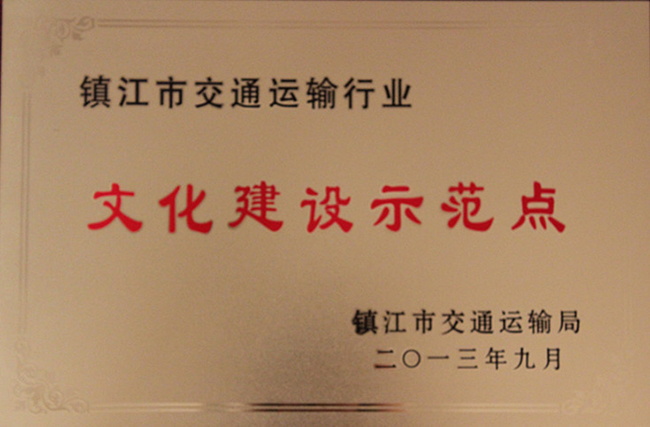 镇江市交通运输行业
文化建设示范点
镇江市交通运输局
二〇一三年九月